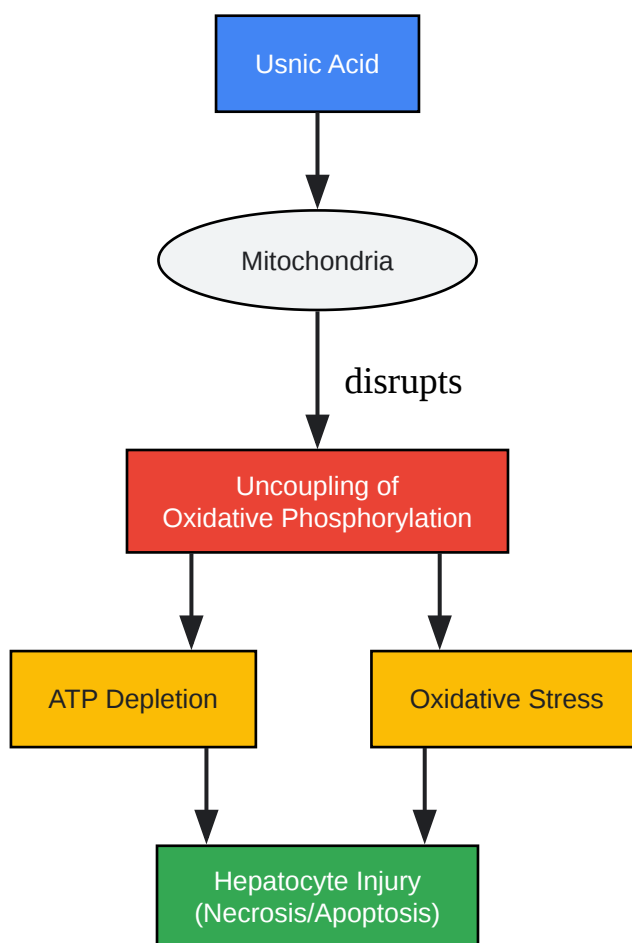 Usnic Acid
Mitochondria
disrupts
Uncoupling of
Oxidative Phosphorylation
ATP Depletion
Oxidative Stress
Hepatocyte Injury
(Necrosis/Apoptosis)